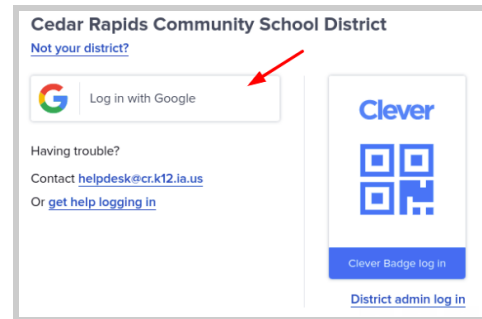 Cedar Rapids Community School District
Not your district?
Log in with Google
Having trouble?
Contact helpdesk@cr.k12.ia.us
Or get help logging in
Clever
Clever Badge log in
District admin log in